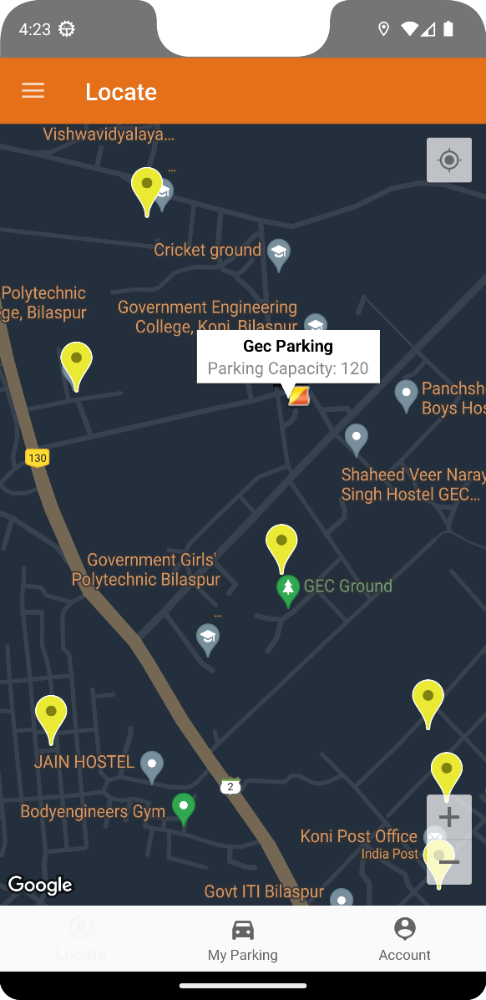 4:23
Locate
Vishwavidyalaya...
...
Cricket ground
Polytechnic
ge, Bilaspur
Government Engineering
College, Koni, Bilaspur
Gec Parking
Parking Capacity: 120
Panchsh
Boys Hos
130
Shaheed Veer Naray
Singh Hostel GEC...
Government Girls'
Polytechnic Bilaspur
GEC Ground
...
JAIN HOSTEL
2
Bodyengineers Gym
Koni Post Office
India Post
Google
Govt ITI Bilaspur
Locate
My Parking
Account